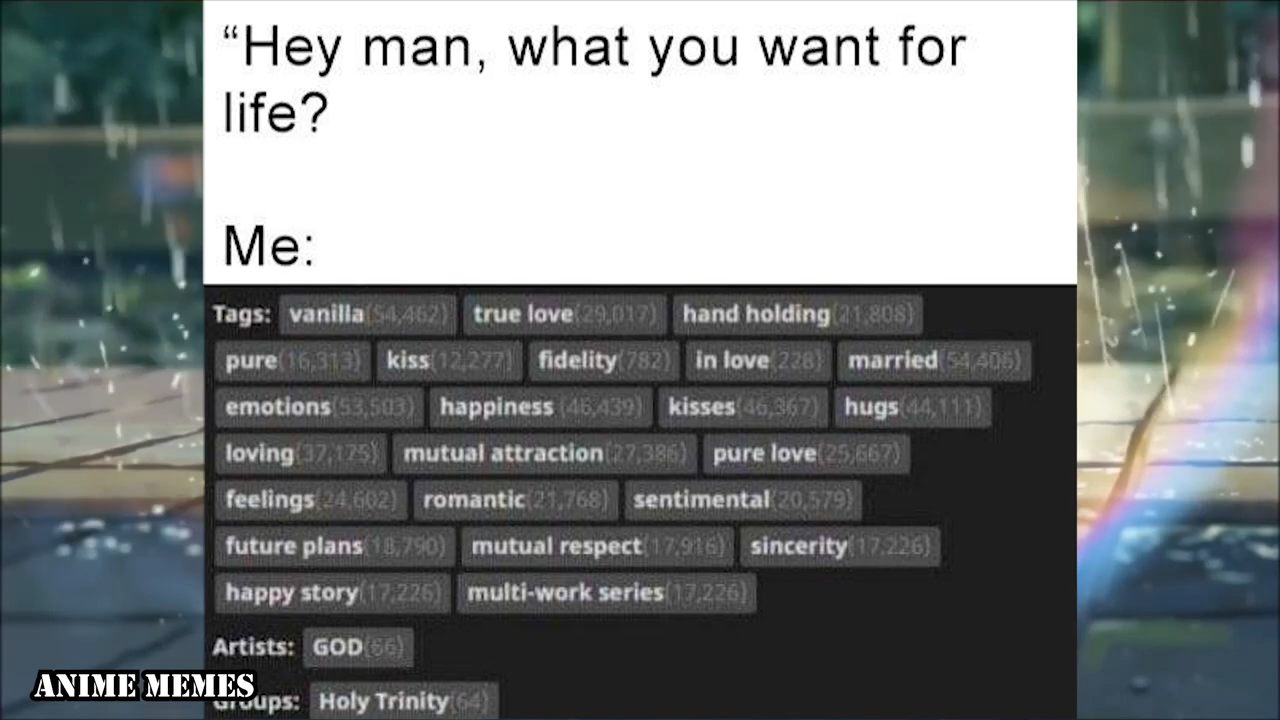 “Hey man, what you want for
life?
Me:
Tags: vanilla(54,462) true love(29,017) hand holding(21,808)
pure(16,313) kiss(12,277) fidelity(782) in love(228) married(54,406)
emotions(53,503) happiness (46,439) kisses(46,367) hugs(44,111)
loving(37,175) mutual attraction(27,386) pure love(25,667)
feelings(24,602) romantic(21,768) sentimental(20,579)
future plans(18,790) mutual respect(17,916) sincerity(17,226)
happy story(17,226) multi-work series(17,226)
Artists: GOD(66)
Groups: Holy Trinity(64)
ANIME MEMES